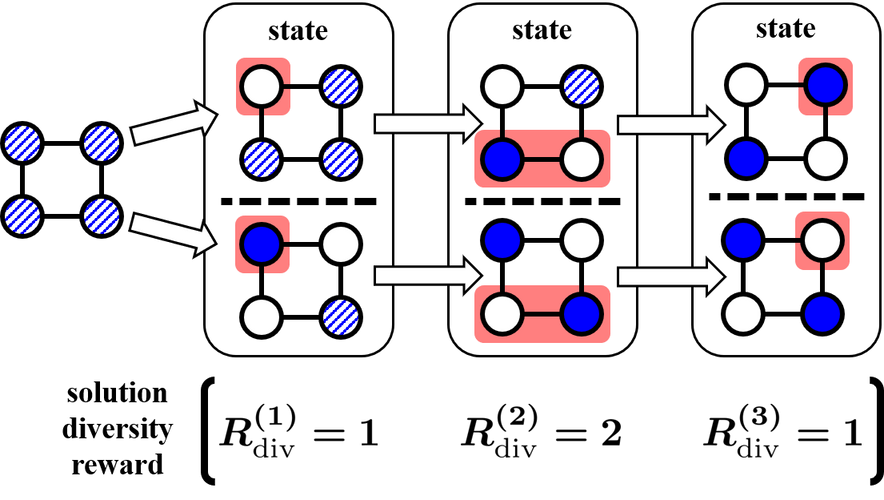 state
state
state
solution
diversity
reward
R_div^(1) = 1
R_div^(2) = 2
R_div^(3) = 1